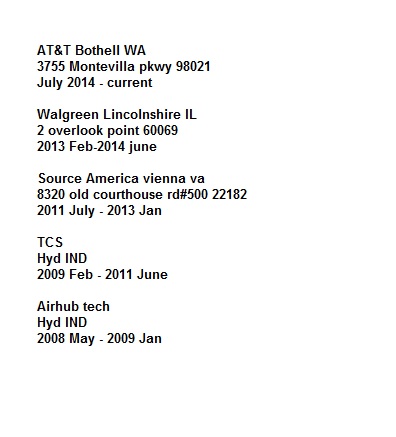 AT&T Bothell WA
3755 Montevilla pkwy 98021
July 2014 - current
Walgreen Lincolnshire IL
2 overlook point 60069
2013 Feb-2014 june
Source America vienna va
8320 old courthouse rd#500 22182
2011 July - 2013 Jan
TCS
Hyd IND
2009 Feb - 2011 June
Airhub tech
Hyd IND
2008 May - 2009 Jan